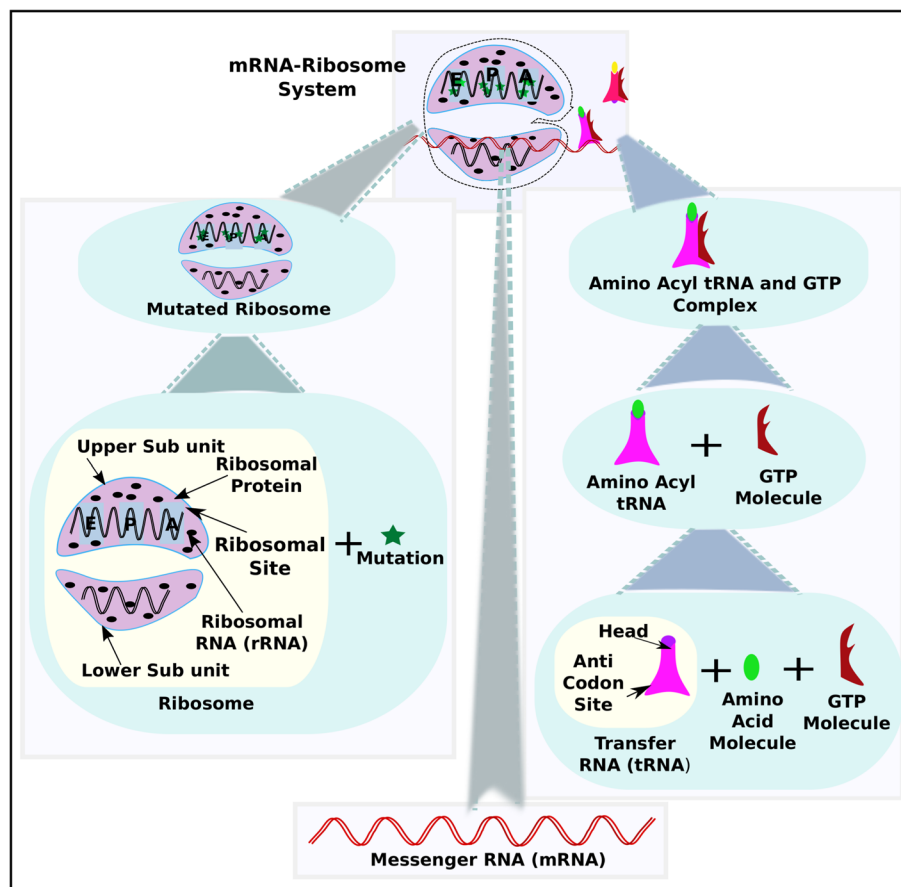 mRNA-Ribosome
System
E P A
E P A
Mutated Ribosome
Amino Acyl tRNA and GTP
Complex
Upper Sub unit
Ribosomal
Protein
E P A
Ribosomal
Site
Ribosomal
RNA (rRNA)
Lower Sub unit
Ribosome
+
Mutation
Amino Acyl
tRNA
+
GTP
Molecule
Head
Anti
Codon
Site
Transfer
RNA (tRNA)
+
Amino
Acid
Molecule
+
GTP
Molecule
Messenger RNA (mRNA)